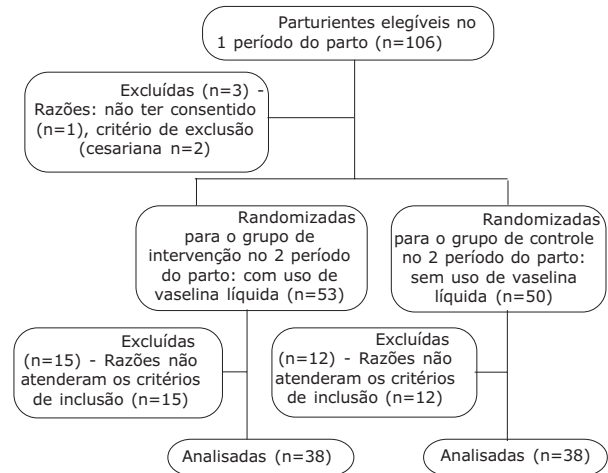 Parturientes elegíveis no
1 período do parto (n=106)
Excluídas (n=3) -
Razões: não ter consentido
(n=1), critério de exclusão
(cesariana n=2)
Randomizadas
para o grupo de
intervenção no 2 período
do parto: com uso de
vaselina líquida (n=53)
Randomizadas
para o grupo de controle
no 2 período do parto:
sem uso de vaselina
líquida (n=50)
Excluídas
(n=15) - Razões não
atenderam os critérios
de inclusão (n=15)
Excluídas
(n=12) - Razões não
atenderam os critérios
de inclusão (n=12)
Analisadas (n=38)
Analisadas (n=38)